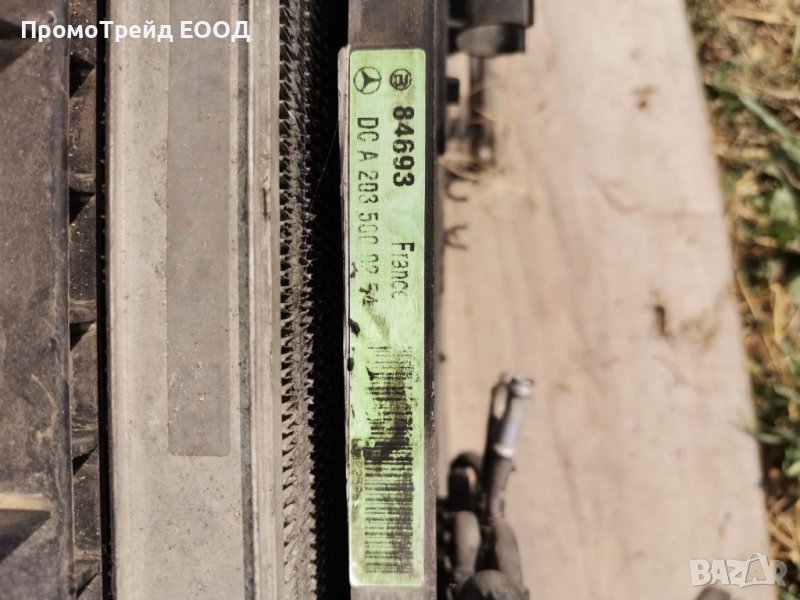 ПромоТрейд ЕООД
84693 France
DC A 203 500 02 54
BAZAR